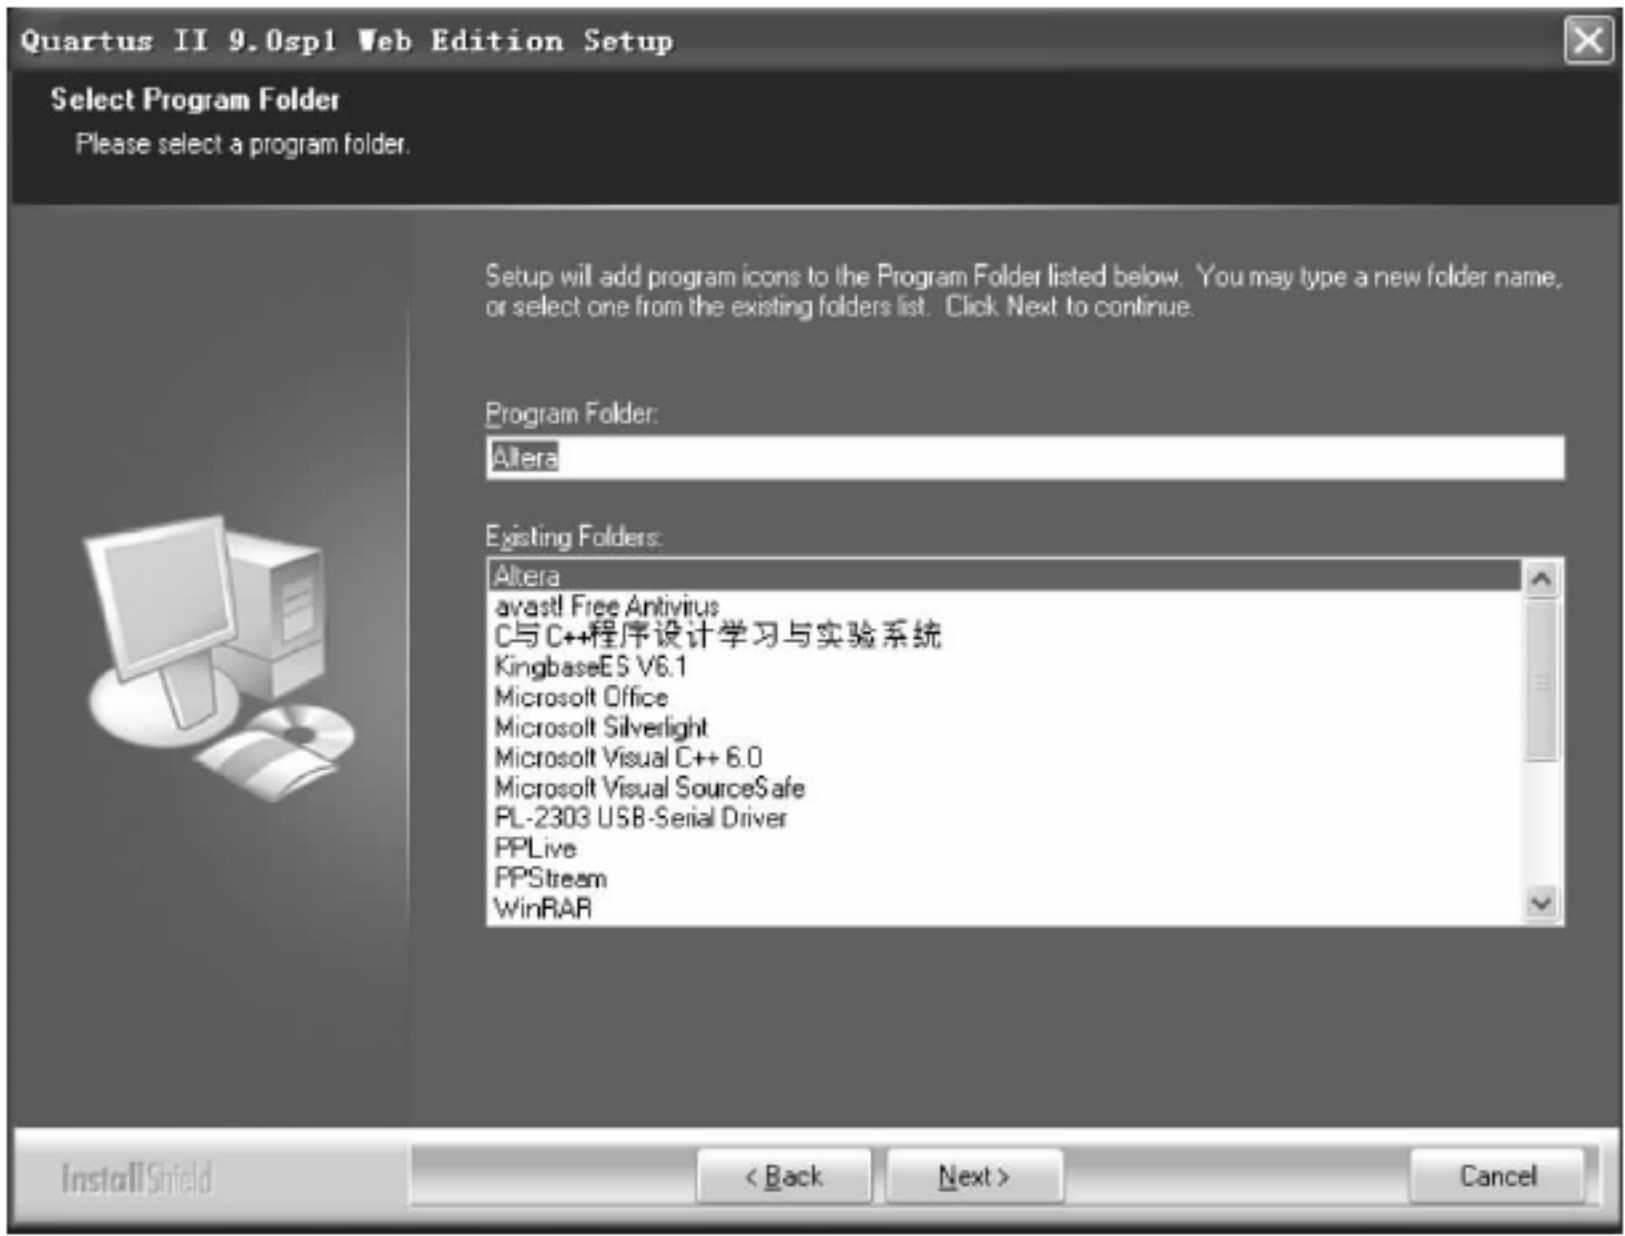 Quartus II 9.0sp1 Web Edition Setup
Select Program Folder
Please select a program folder.
Setup will add program icons to the Program Folder listed below. You may type a new folder name,
or select one from the existing folders list. Click Next to continue.
Program Folder:
Altera
Existing Folders:
Altera
avast! Free Antivirus
C与C++程序设计学习与实验系统
KingbaseES V6.1
Microsoft Office
Microsoft Silverlight
Microsoft Visual C++ 6.0
Microsoft Visual SourceSafe
PL-2303 USB-Serial Driver
PPLive
PPStream
WinRAR
InstallShield
< Back
Next >
Cancel